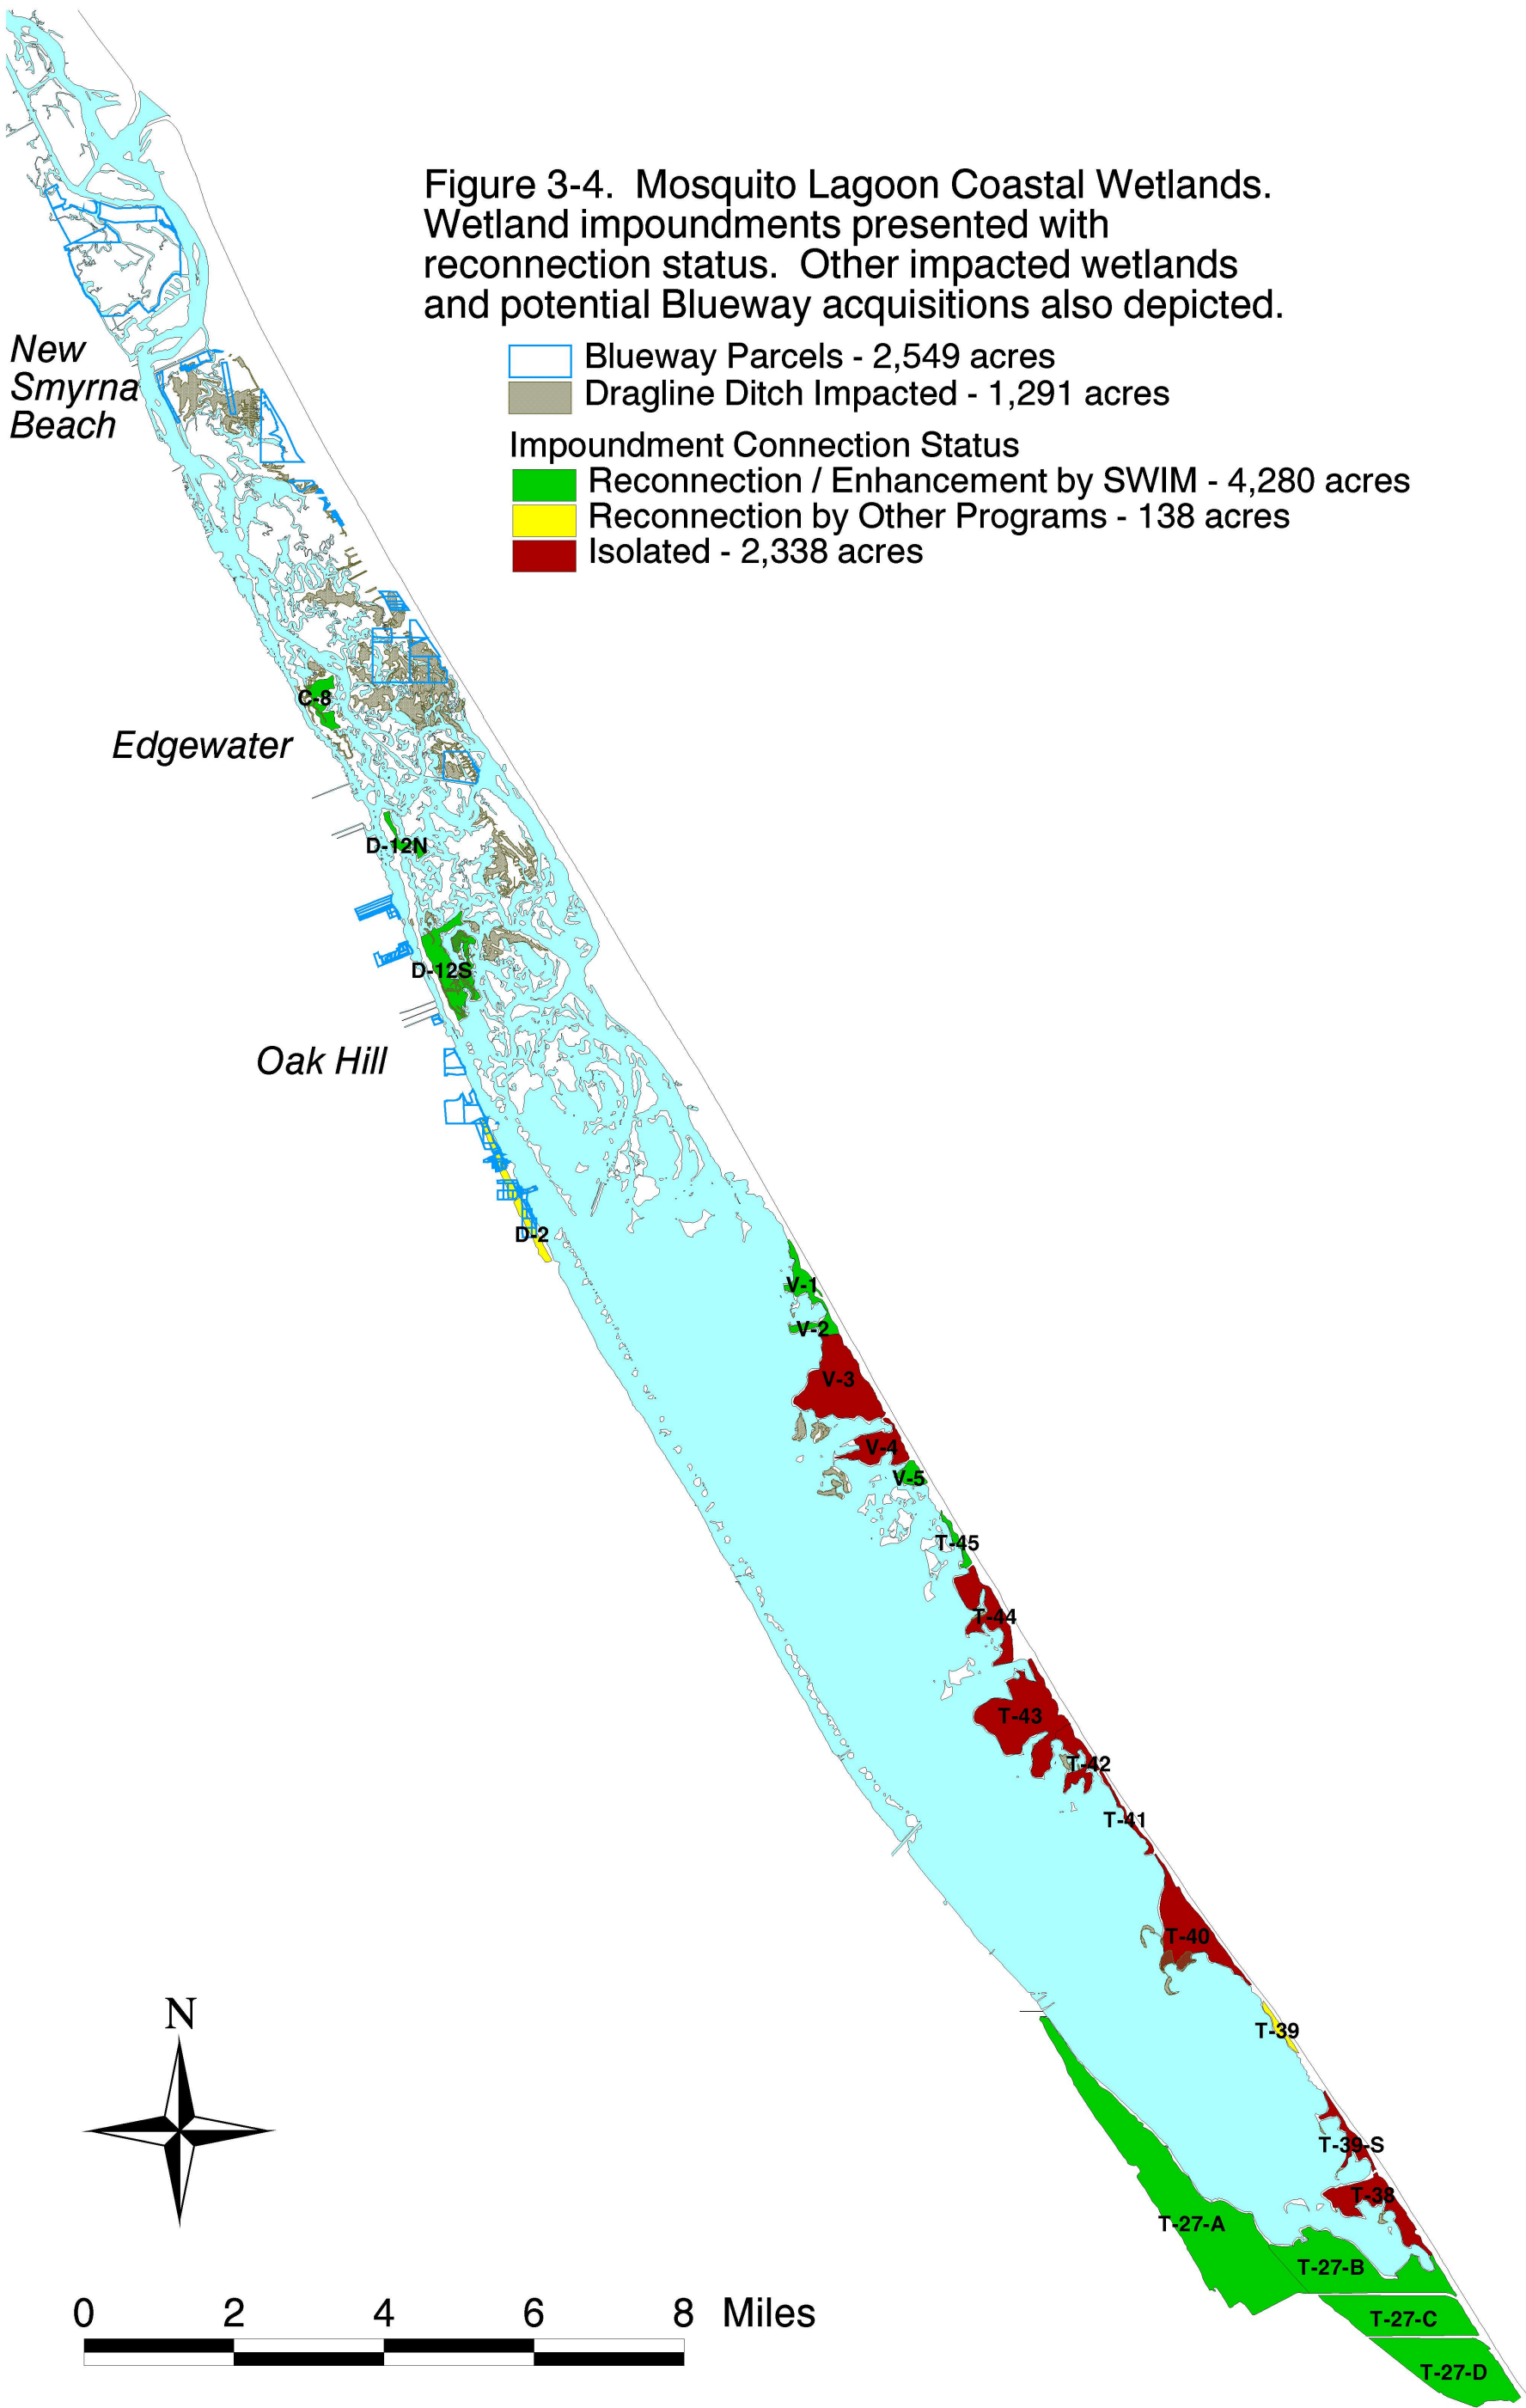 Figure 3-4. Mosquito Lagoon Coastal Wetlands.
Wetland impoundments presented with
reconnection status. Other impacted wetlands
and potential Blueway acquisitions also depicted.
Blueway Parcels - 2,549 acres
Dragline Ditch Impacted - 1,291 acres
Impoundment Connection Status
Reconnection / Enhancement by SWIM - 4,280 acres
Reconnection by Other Programs - 138 acres
Isolated - 2,338 acres
New
Smyrna
Beach
C-8
Edgewater
D-12N
D-12S
Oak Hill
D-2
V-1
V-2
V-3
V-4
V-5
T-45
T-44
T-43
T-42
T-41
T-40
T-39
T-39-S
T-38
T-27-A
T-27-B
T-27-C
T-27-D
N
0 2 4 6 8 Miles